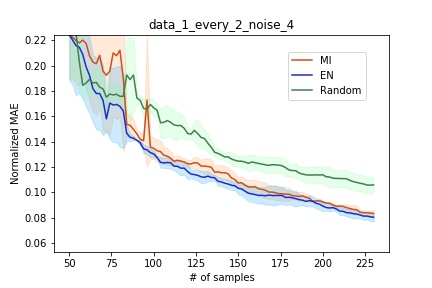 data_1_every_2_noise_4
0.22
0.20
0.18
0.16
0.14
0.12
0.10
0.08
0.06
Normalized MAE
MI
EN
Random
50 75 100 125 150 175 200 225
# of samples